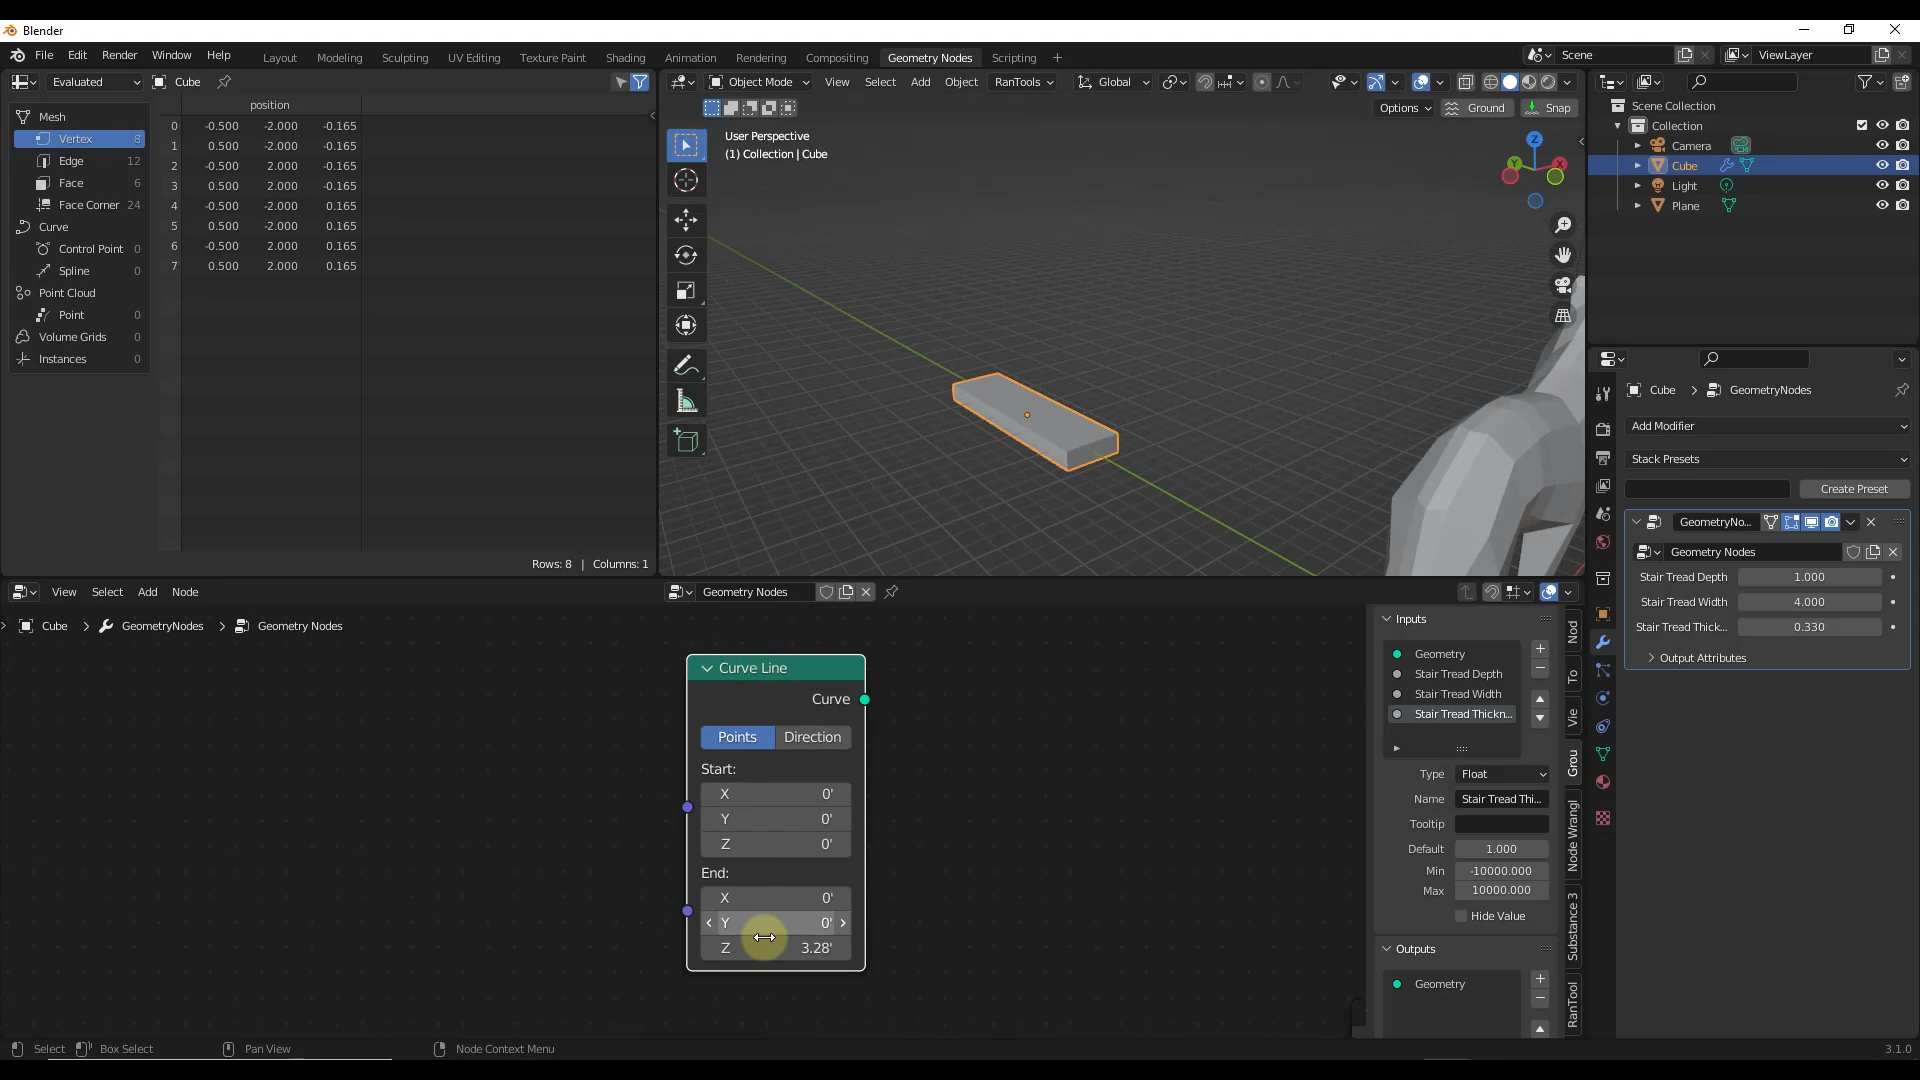 Blender
File Edit Render Window Help
Layout Modeling Sculpting UV Editing Texture Paint Shading Animation Rendering Compositing Geometry Nodes Scripting +
Scene
ViewLayer
Evaluated Cube
position
Mesh
Vertex 8
Edge 12
Face 6
Face Corner 24
Curve
Control Point 0
Spline 0
Point Cloud
Point 0
Volume Grids 0
Instances 0
0 -0.500 -2.000 -0.165
1 0.500 -2.000 -0.165
2 -0.500 2.000 -0.165
3 0.500 2.000 -0.165
4 -0.500 -2.000 0.165
5 0.500 -2.000 0.165
6 -0.500 2.000 0.165
7 0.500 2.000 0.165
Rows: 8 | Columns: 1
Object Mode View Select Add Object RanTools Global
Options Ground Snap
User Perspective
(1) Collection | Cube
Z
Y
X
Scene Collection
Collection
Camera
Cube
Light
Plane
Cube > GeometryNodes
Add Modifier
Stack Presets
Create Preset
GeometryNo...
Geometry Nodes
Stair Tread Depth 1.000
Stair Tread Width 4.000
Stair Tread Thick... 0.330
Output Attributes
View Select Add Node
Geometry Nodes
Cube > GeometryNodes > Geometry Nodes
Curve Line
Curve
Points Direction
Start:
X 0'
Y 0'
Z 0'
End:
X 0'
Y 0'
Z 3.28'
Inputs
Geometry
Stair Tread Depth
Stair Tread Width
Stair Tread Thickn...
Type Float
Name Stair Tread Thi...
Tooltip
Default 1.000
Min -10000.000
Max 10000.000
Hide Value
Outputs
Geometry
Nod
To
Vie
Grou
Node Wrangl
Substance 3
RanTool
Select Box Select Pan View Node Context Menu
3.1.0